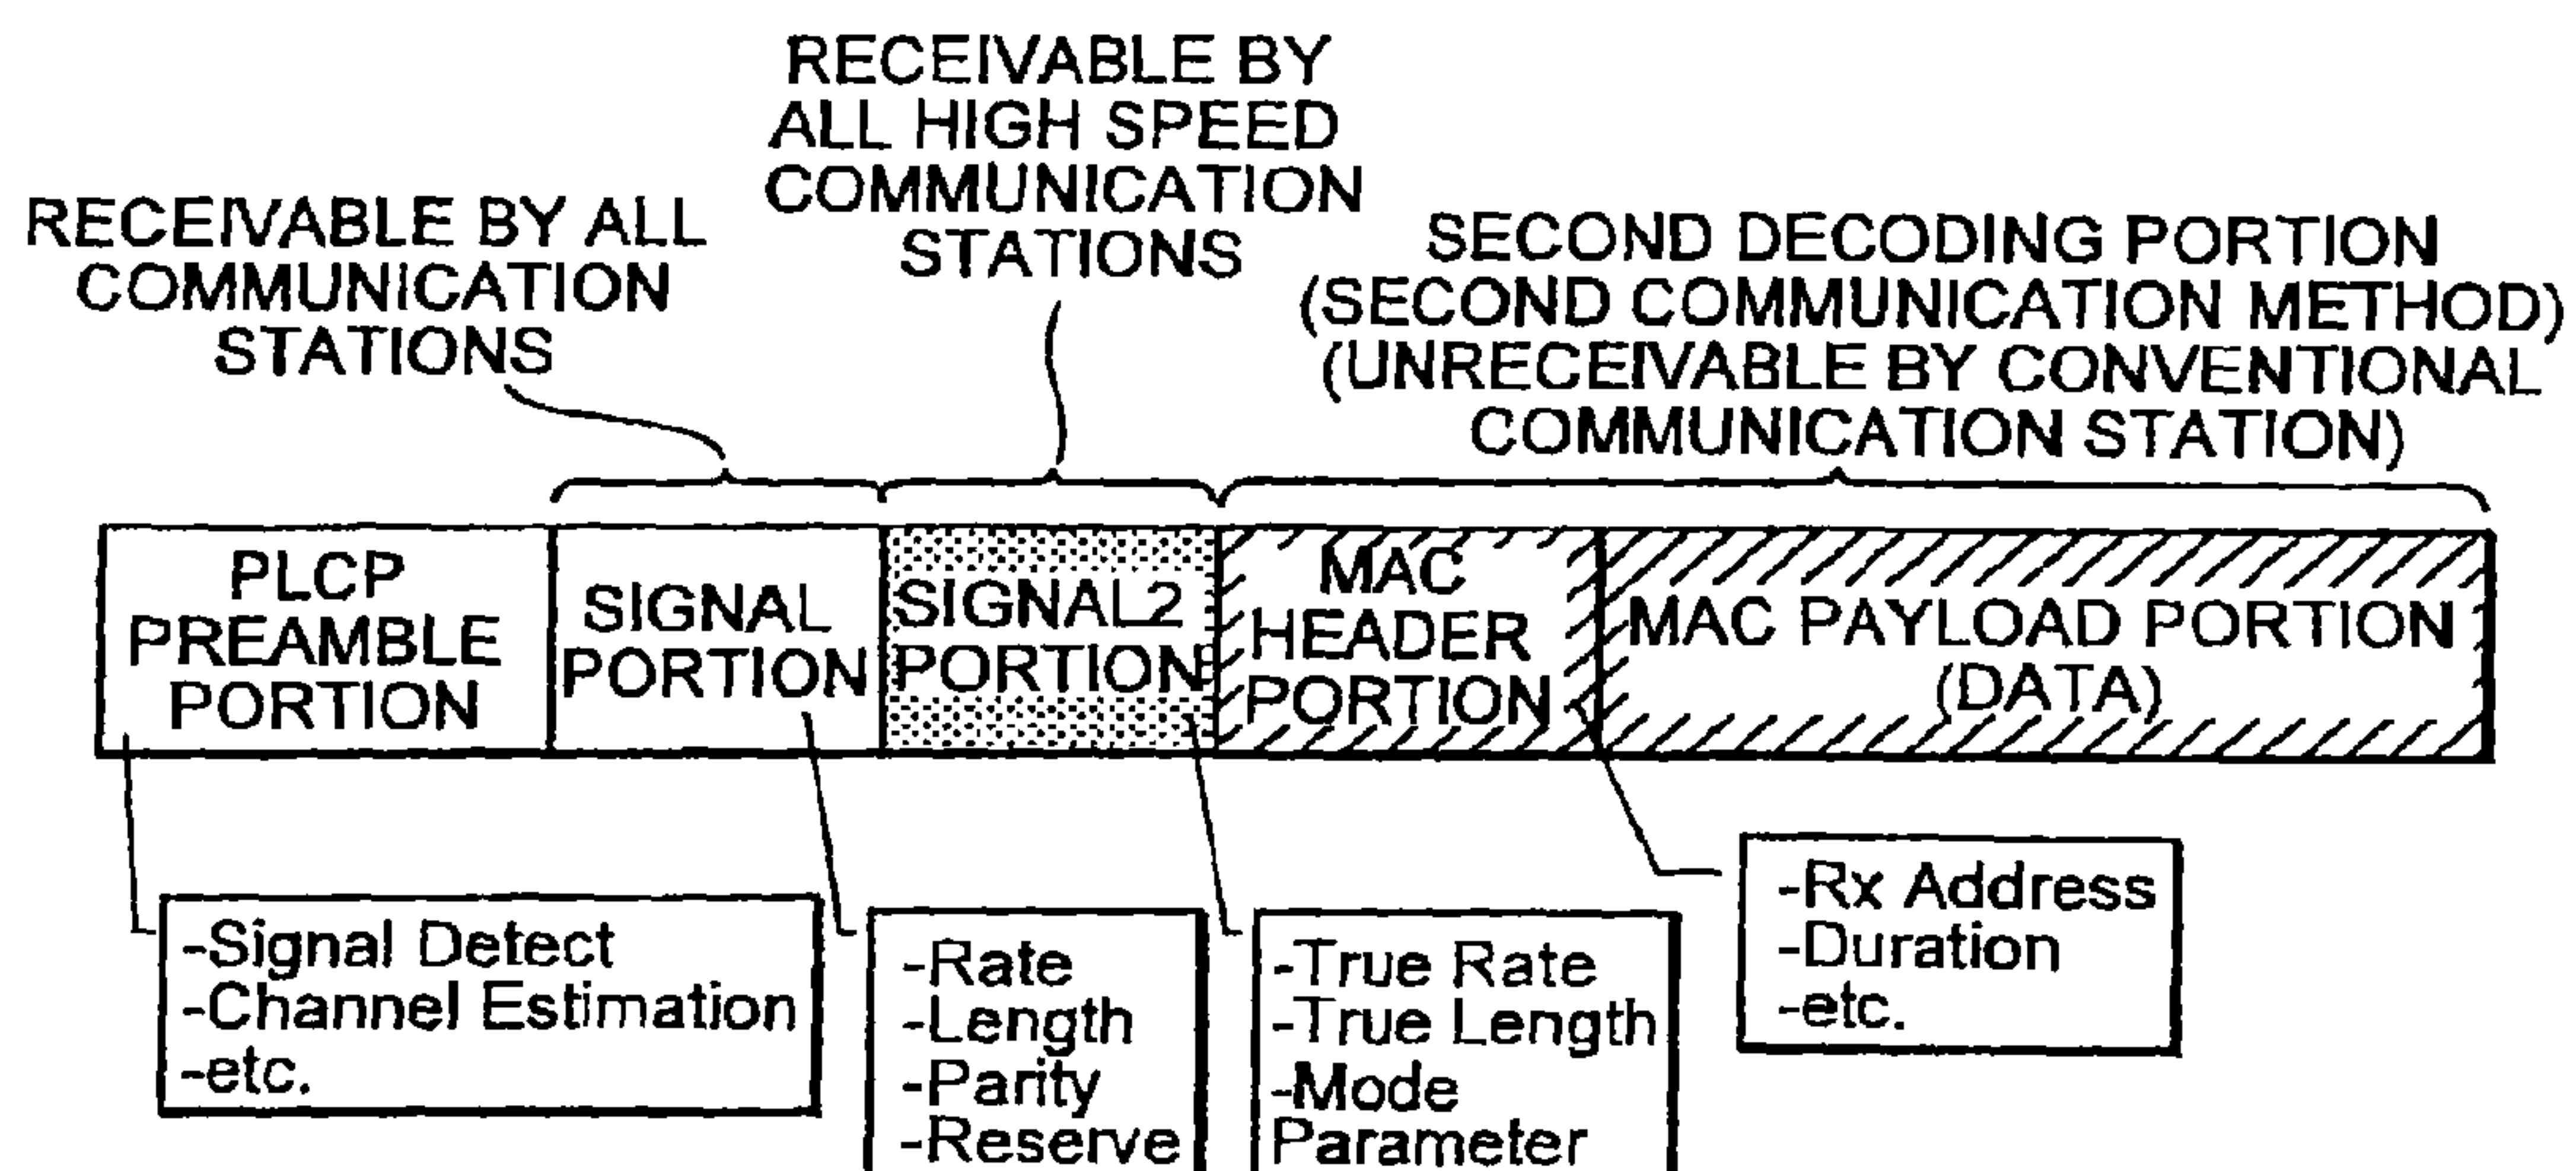 RECEIVABLE BY ALL
COMMUNICATION
STATIONS
RECEIVABLE BY
ALL HIGH SPEED
COMMUNICATION
STATIONS
SECOND DECODING PORTION
(SECOND COMMUNICATION METHOD)
(UNRECEIVABLE BY CONVENTIONAL
COMMUNICATION STATION)
PLCP
PREAMBLE
PORTION
SIGNAL
PORTION
SIGNAL2
PORTION
MAC
HEADER
PORTION
MAC PAYLOAD PORTION
(DATA)
-Signal Detect
-Channel Estimation
-etc.
-Rate
-Length
-Parity
-Reserve
-True Rate
-True Length
-Mode
Parameter
-Rx Address
-Duration
-etc.